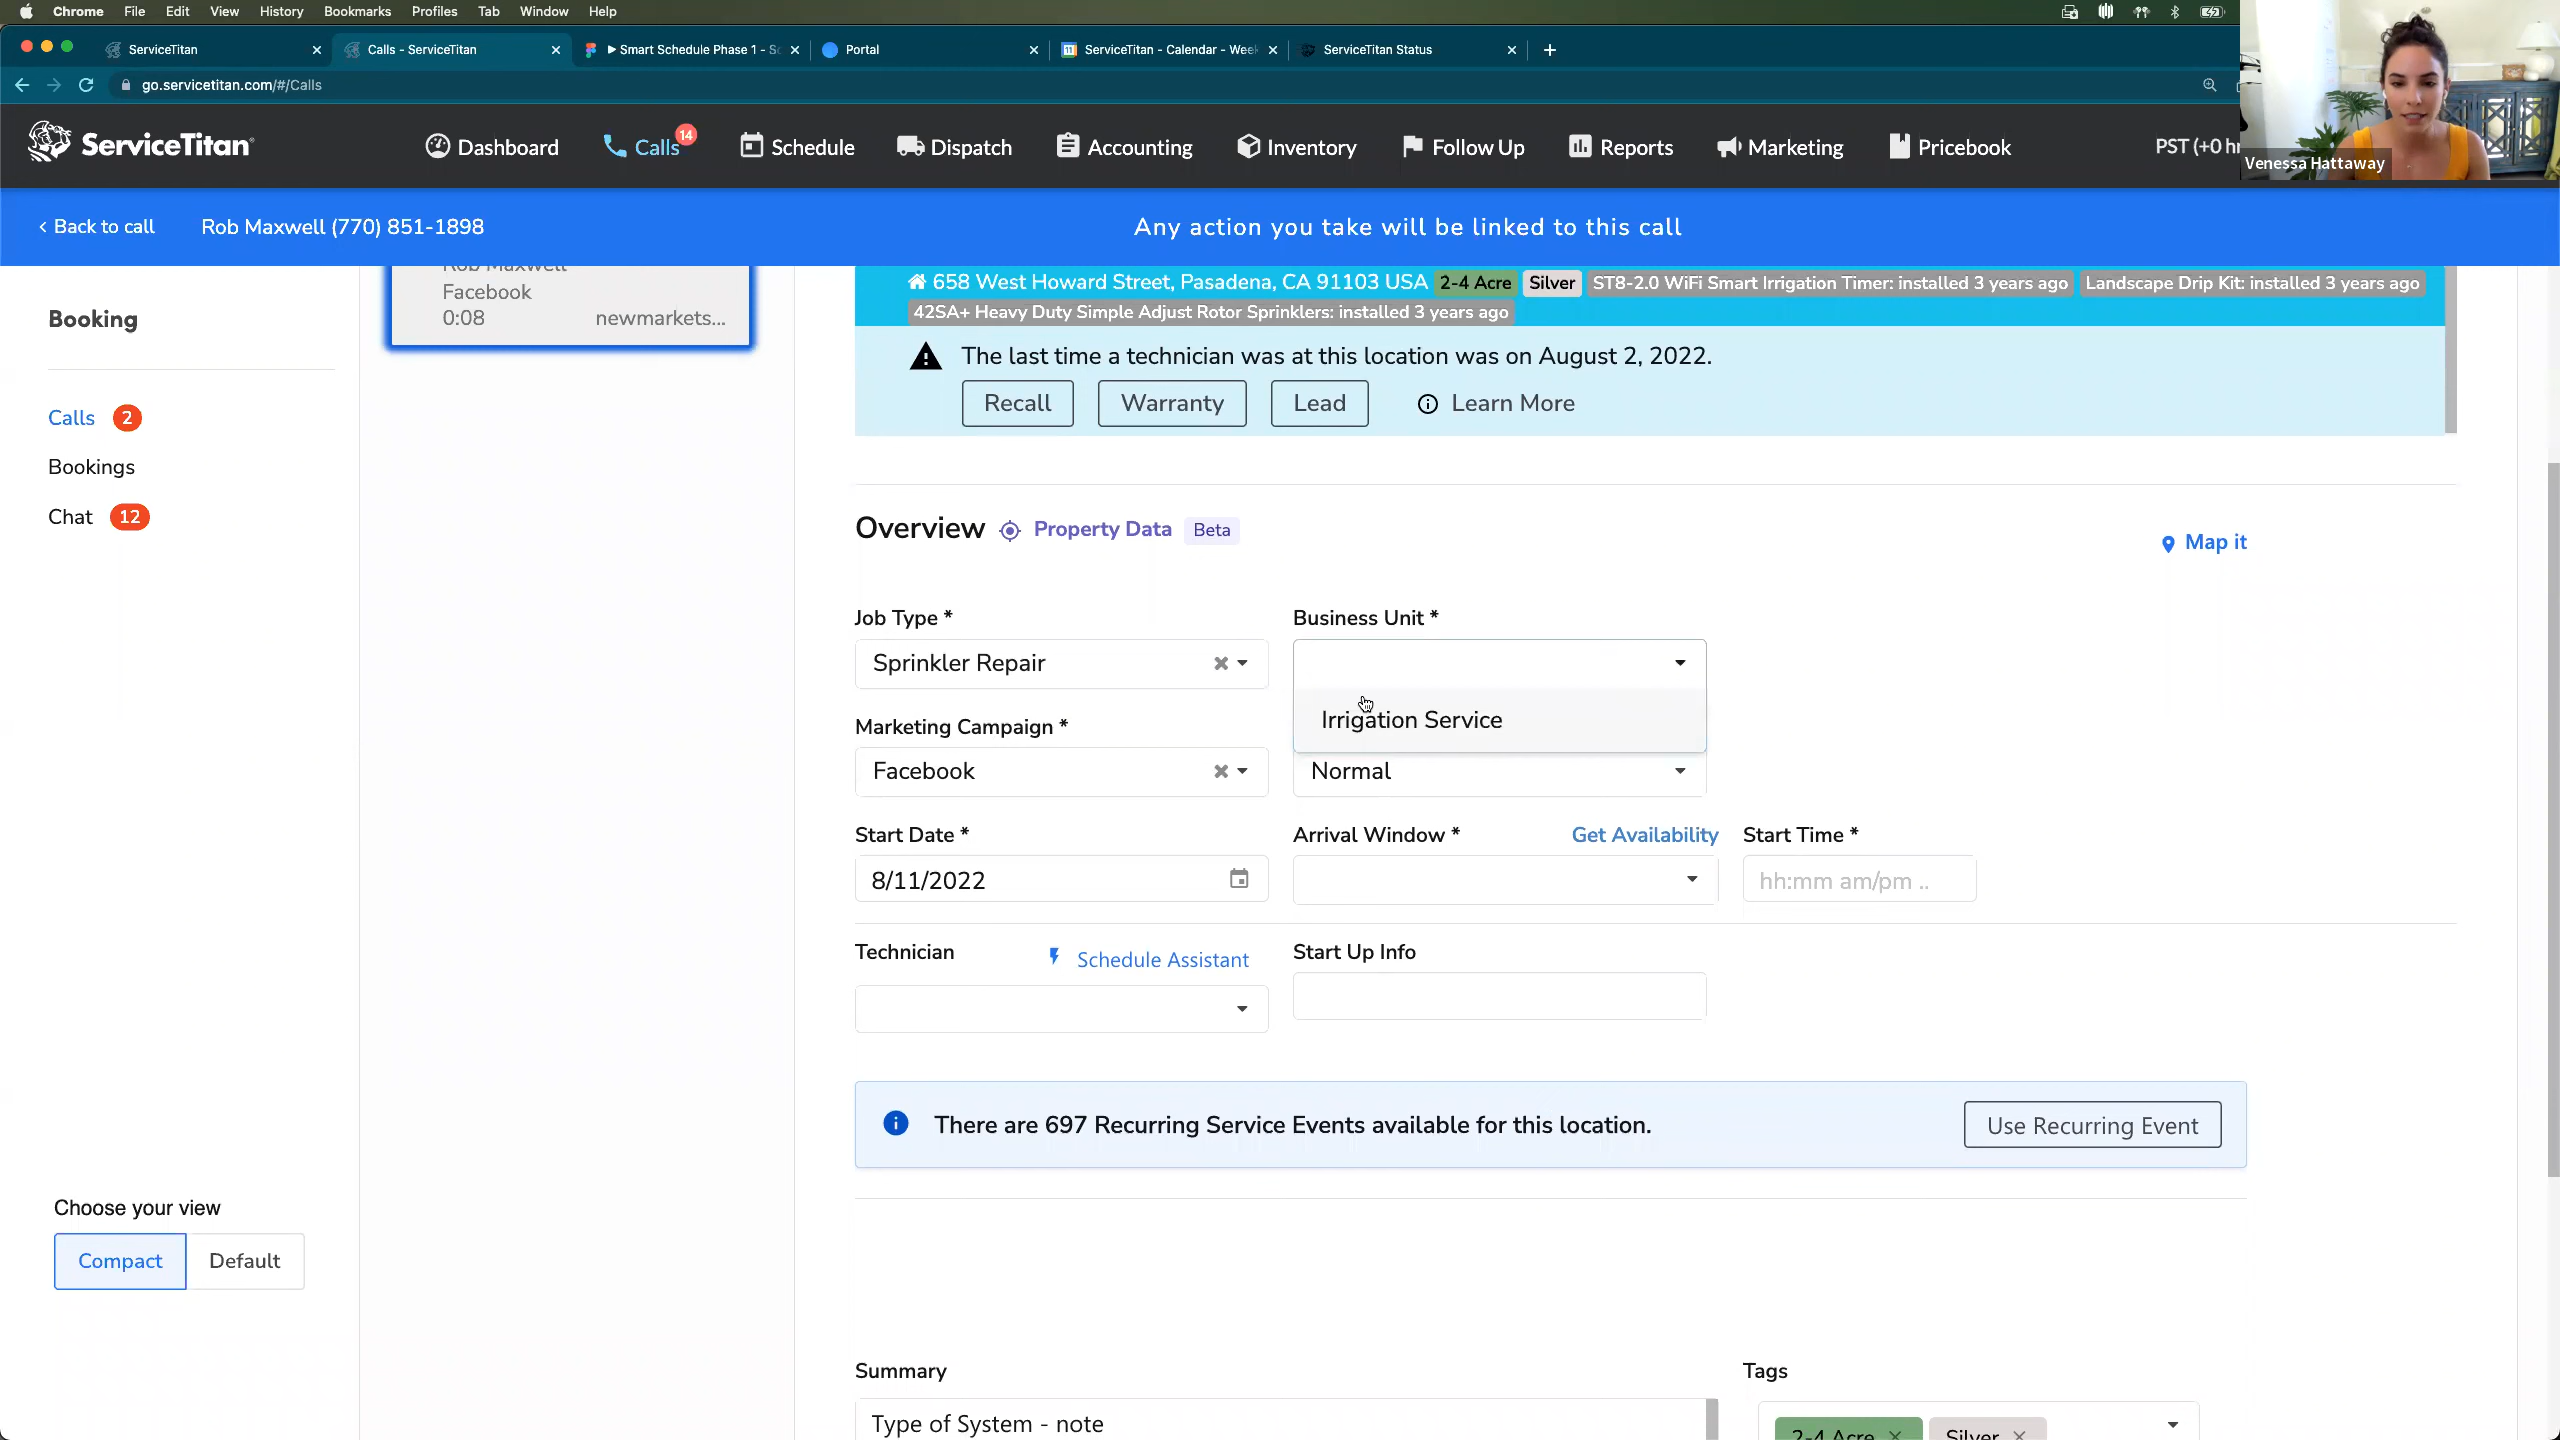 Chrome File Edit View History Bookmarks Profiles Tab Window Help
ServiceTitan Calls - ServiceTitan Smart Schedule Phase 1 - Sc Portal ServiceTitan - Calendar - Week ServiceTitan Status
go.servicetitan.com/#/Calls
ServiceTitan Dashboard Calls 14 Schedule Dispatch Accounting Inventory Follow Up Reports Marketing Pricebook PST (+0 hr
Venessa Hattaway
Back to call Rob Maxwell (770) 851-1898 Any action you take will be linked to this call
Rob Maxwell
Facebook
0:08 newmarkets...
Booking
Calls 2
Bookings
Chat 12
Choose your view
Compact Default
658 West Howard Street, Pasadena, CA 91103 USA 2-4 Acre Silver ST8-2.0 WiFi Smart Irrigation Timer: installed 3 years ago Landscape Drip Kit: installed 3 years ago
42SA+ Heavy Duty Simple Adjust Rotor Sprinklers: installed 3 years ago
The last time a technician was at this location was on August 2, 2022.
Recall Warranty Lead Learn More
Overview Property Data Beta
Map it
Job Type * Business Unit *
Sprinkler Repair
Irrigation Service
Marketing Campaign *
Facebook Normal
Start Date * Arrival Window * Get Availability Start Time *
8/11/2022 hh:mm am/pm ..
Technician Schedule Assistant Start Up Info
There are 697 Recurring Service Events available for this location. Use Recurring Event
Summary Tags
Type of System - note
2-4 Acre Silver